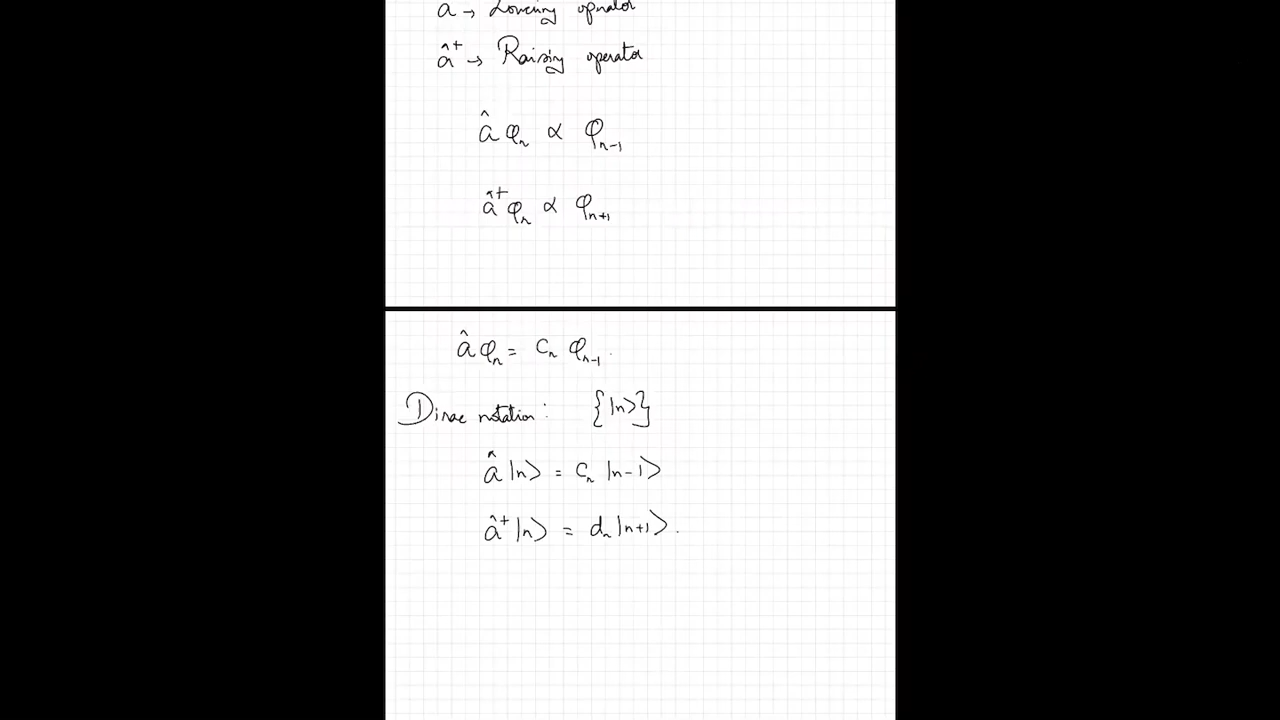 a → Lowering operator
â⁺ → Raising operator
â φₙ ∝ φₙ₋₁
â⁺ φₙ ∝ φₙ₊₁
â φₙ = Cₙ φₙ₋₁.
Dirac notation: {|n⟩}
â |n⟩ = Cₙ |n-1⟩
â⁺ |n⟩ = dₙ |n+1⟩.